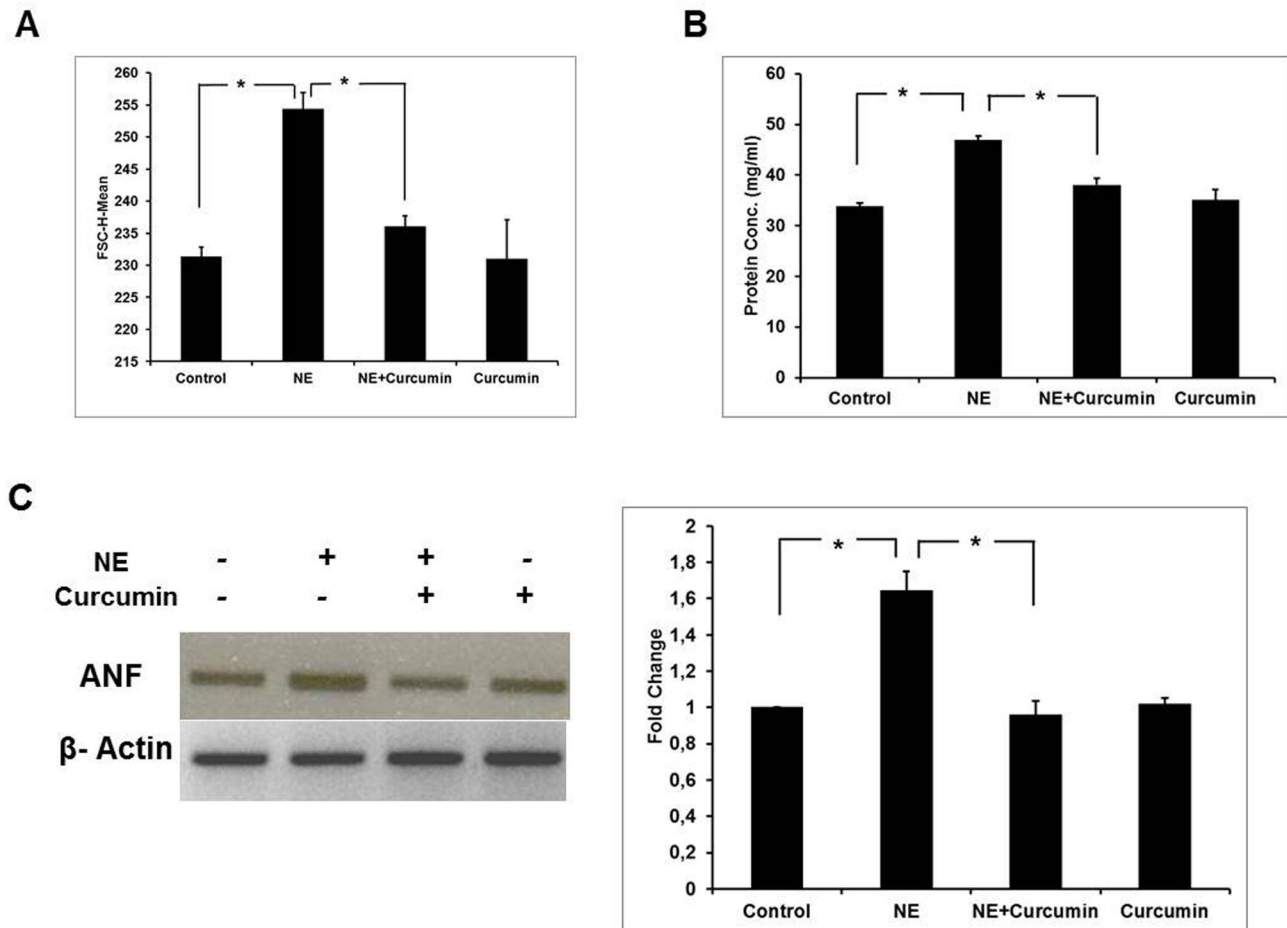 A
FSC-H-Mean
260
255
250
245
240
235
230
225
220
215
* *
Control NE NE+Curcumin Curcumin
B
Protein Conc. (mg/ml)
60
50
40
30
20
10
0
* *
Control NE NE+Curcumin Curcumin
C
NE - + + -
Curcumin - - + +
ANF
β- Actin
Fold Change
2
1,8
1,6
1,4
1,2
1
0,8
0,6
0,4
0,2
0
* *
Control NE NE+Curcumin Curcumin